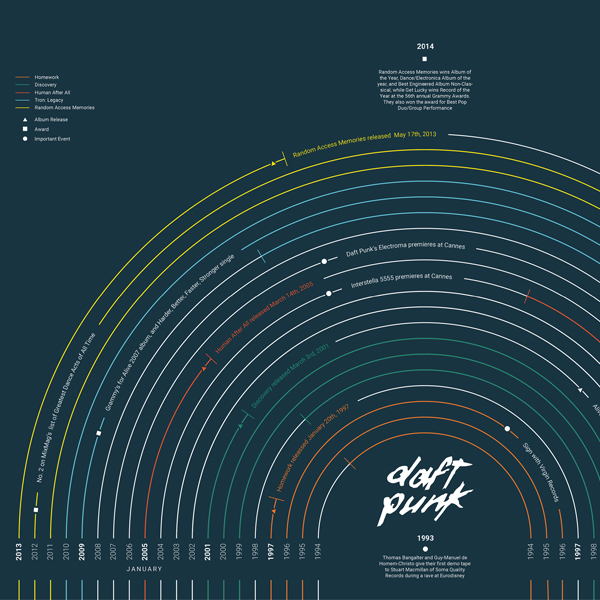 2014
Random Access Memories wins Album of
the Year, Dance/Electronica Album of the
year, and Best Engineered Album Non-Clas-
sical, while Get Lucky wins Record of the
Year at the 56th annual Grammy Awards.
They also won the award for Best Pop
Duo/Group Performance
Homework
Discovery
Human After All
Tron: Legacy
Random Access Memories
Album Release
Award
Important Event
Random Access Memories released May 17th, 2013
Daft Punk's Electroma premieres at Cannes
Interstella 5555 premieres at Cannes
Grammy's for Alive 2007 album, and Harder, Better, Faster, Stronger single
Human After All released March 14th, 2005
No. 2 on MixMag's list of Greatest Dance Acts of All Time
Discovery released March 3rd, 2001
Homework released January 20th, 1997
Sign with Virgin Records
daft
punk
1993
Thomas Bangalter and Guy-Manuel de
Homem-Christo give their first demo tape
to Stuart Macmillan of Soma Quality
Records during a rave at Eurodisney
2013 2012 2011 2010 2009 2008 2007 2006 2005 2004 2003 2002 2001 2000 1999 1998 1997 1996 1995 1994 1994 1995 1996 1997 1998
JANUARY